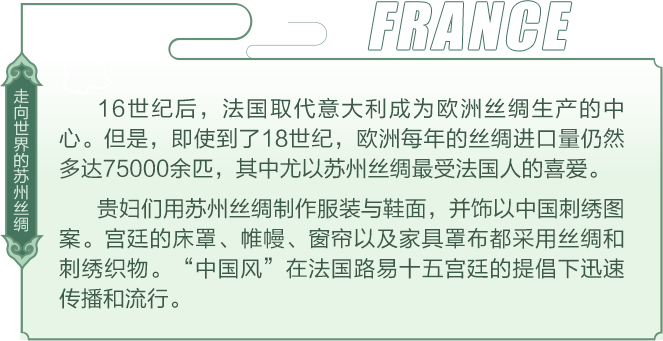 FRANCE
走向世界的苏州丝绸
16世纪后，法国取代意大利成为欧洲丝绸生产的中
心。但是，即使到了18世纪，欧洲每年的丝绸进口量仍然
多达75000余匹，其中尤以苏州丝绸最受法国人的喜爱。
贵妇们用苏州丝绸制作服装与鞋面，并饰以中国刺绣图
案。宫廷的床罩、帷幔、窗帘以及家具罩布都采用丝绸和
刺绣织物。“中国风”在法国路易十五宫廷的提倡下迅速
传播和流行。